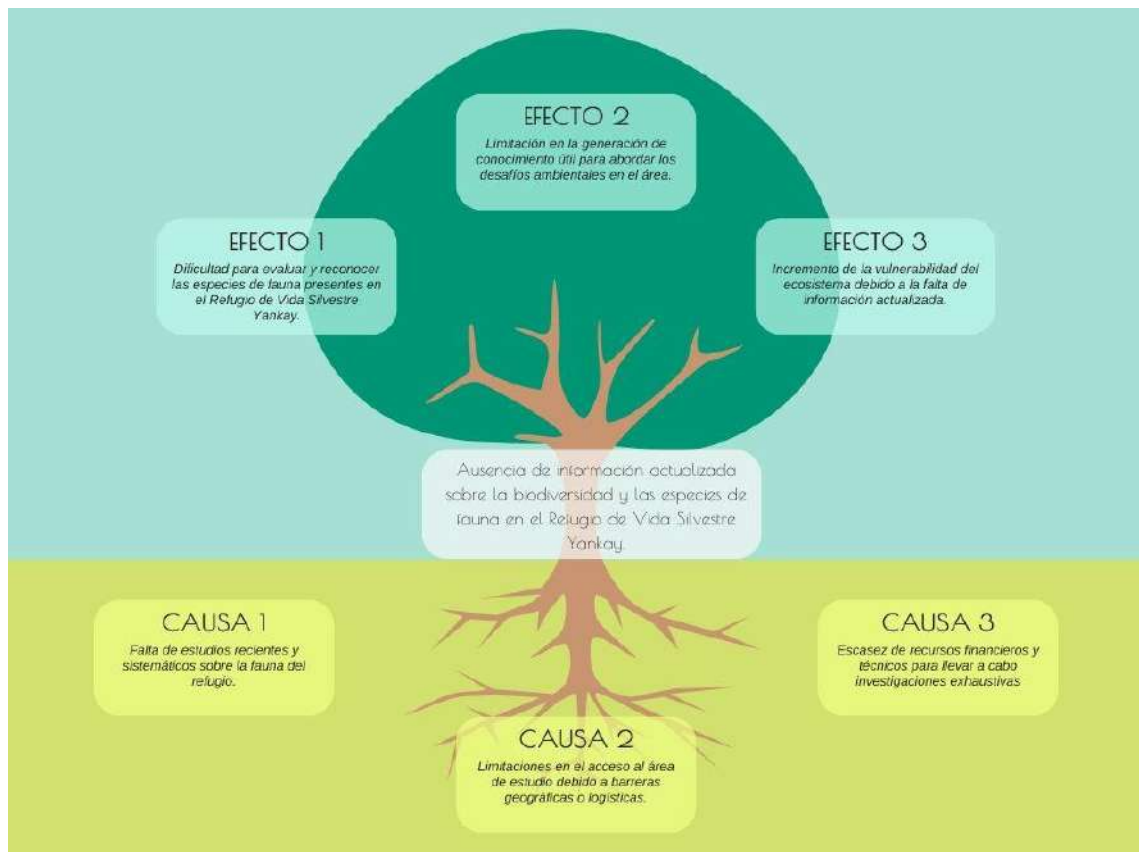 EFECTO 2
Limitación en la generación de
conocimiento útil para abordar los
desafíos ambientales en el área.
EFECTO 1
Dificultad para evaluar y reconocer
las especies de fauna presentes en
el Refugio de Vida Silvestre
Yankay.
EFECTO 3
Incremento de la vulnerabilidad del
ecosistema debido a la falta de
información actualizada.
Ausencia de información actualizada
sobre la biodiversidad y las especies de
fauna en el Refugio de Vida Silvestre
Yankay.
CAUSA 1
Falta de estudios recientes y
sistemáticos sobre la fauna del
refugio.
CAUSA 3
Escasez de recursos financieros y
técnicos para llevar a cabo
investigaciones exhaustivas
CAUSA 2
Limitaciones en el acceso al área
de estudio debido a barreras
geográficas o logísticas.